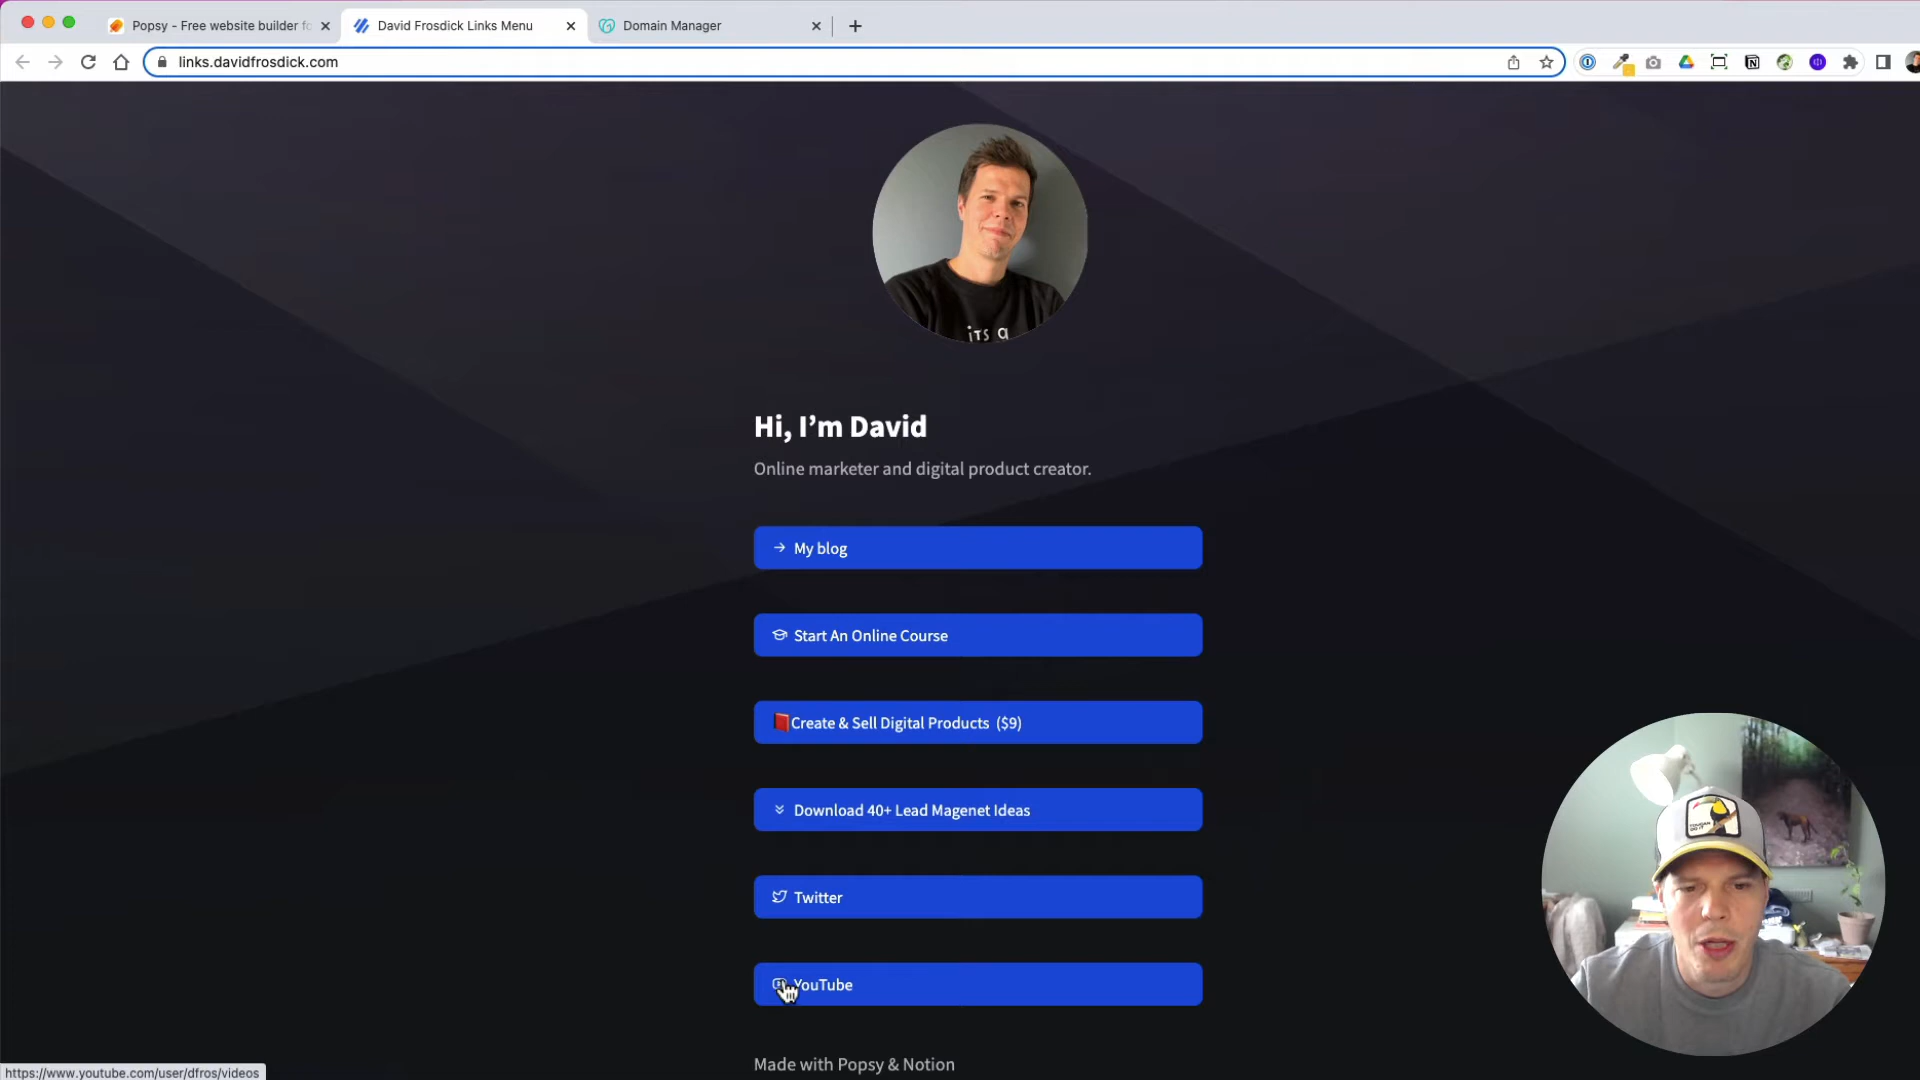 Popsy - Free website builder fo
David Frosdick Links Menu
Domain Manager
links.davidfrosdick.com
iTS a
Hi, I’m David
Online marketer and digital product creator.
My blog
Start An Online Course
Create & Sell Digital Products ($9)
Download 40+ Lead Magenet Ideas
Twitter
YouTube
Made with Popsy & Notion
https://www.youtube.com/user/dfros/videos